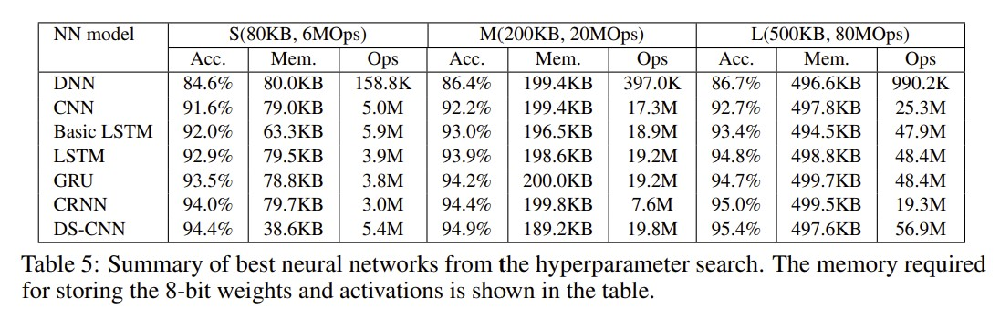 NN model S(80KB, 6MOps) M(200KB, 20MOps) L(500KB, 80MOps)
Acc. Mem. Ops Acc. Mem. Ops Acc. Mem. Ops
DNN 84.6% 80.0KB 158.8K 86.4% 199.4KB 397.0K 86.7% 496.6KB 990.2K
CNN 91.6% 79.0KB 5.0M 92.2% 199.4KB 17.3M 92.7% 497.8KB 25.3M
Basic LSTM 92.0% 63.3KB 5.9M 93.0% 196.5KB 18.9M 93.4% 494.5KB 47.9M
LSTM 92.9% 79.5KB 3.9M 93.9% 198.6KB 19.2M 94.8% 498.8KB 48.4M
GRU 93.5% 78.8KB 3.8M 94.2% 200.0KB 19.2M 94.7% 499.7KB 48.4M
CRNN 94.0% 79.7KB 3.0M 94.4% 199.8KB 7.6M 95.0% 499.5KB 19.3M
DS-CNN 94.4% 38.6KB 5.4M 94.9% 189.2KB 19.8M 95.4% 497.6KB 56.9M
Table 5: Summary of best neural networks from the hyperparameter search. The memory required
for storing the 8-bit weights and activations is shown in the table.